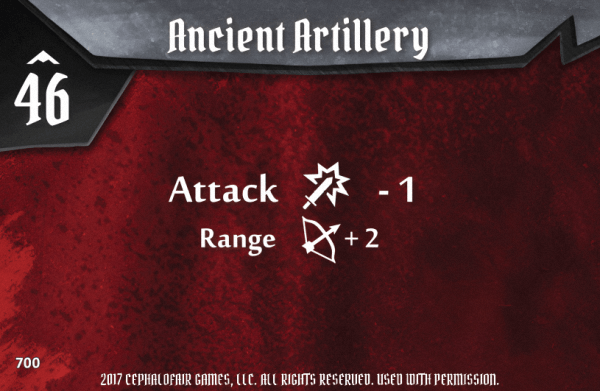 Ancient Artillery
46
Attack - 1
Range + 2
700
2017 CEPHALOFAIR GAMES, LLC. ALL RIGHTS RESERVED. USED WITH PERMISSION.